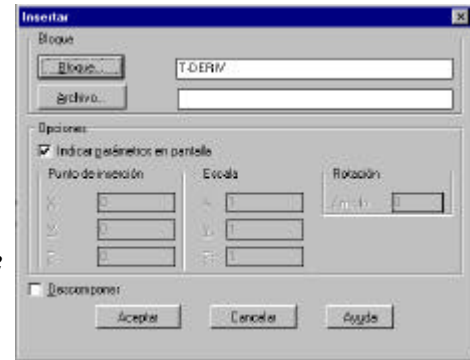 Insertar
Bloque
Bloque... T-DERIV
Archivo...
Opciones
Indicar parámetros en pantalla
Punto de inserción Escala Rotación
X: 0 X: 1 0
Y: 0 Y: 1
Z: 0 Z: 1
Descomponer
Aceptar Cancelar Ayuda